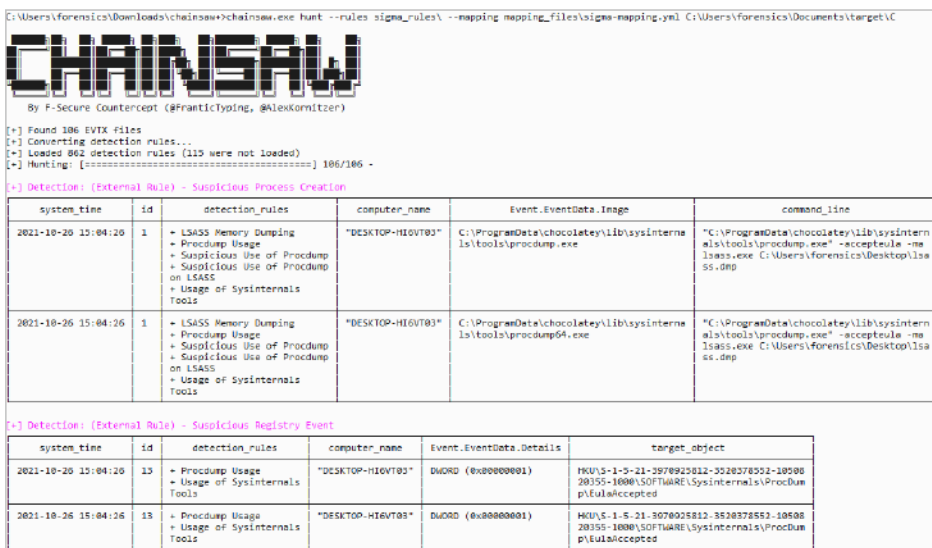 C:\Users\forensics\Downloads\chainsaw+>chainsaw.exe hunt --rules sigma_rules\ --mapping mapping_files\sigma-mapping.yml C:\Users\forensics\Documents\target\C
CHAINSAW
By F-Secure Countercept (@FranticTyping, @AlexKornitzer)
[+] Found 106 EVTX files
[+] Converting detection rules...
[+] Loaded 862 detection rules (115 were not loaded)
[+] Hunting: [========================================] 106/106 -
[+] Detection: (External Rule) - Suspicious Process Creation
system_time id detection_rules computer_name Event.EventData.Image command_line
2021-10-26 15:04:26 1 + LSASS Memory Dumping "DESKTOP-HI6VT03" C:\ProgramData\chocolatey\lib\sysinterna "C:\ProgramData\chocolatey\lib\sysintern
+ Procdump Usage ls\tools\procdump.exe als\tools\procdump.exe" -accepteula -ma
+ Suspicious Use of Procdump lsass.exe C:\Users\forensics\Desktop\lsa
+ Suspicious Use of Procdump ss.dmp
on LSASS
+ Usage of Sysinternals
Tools
2021-10-26 15:04:26 1 + LSASS Memory Dumping "DESKTOP-HI6VT03" C:\ProgramData\chocolatey\lib\sysinterna "C:\ProgramData\chocolatey\lib\sysintern
+ Procdump Usage ls\tools\procdump64.exe als\tools\procdump.exe" -accepteula -ma
+ Suspicious Use of Procdump lsass.exe C:\Users\forensics\Desktop\lsa
+ Suspicious Use of Procdump ss.dmp
on LSASS
+ Usage of Sysinternals
Tools
[+] Detection: (External Rule) - Suspicious Registry Event
system_time id detection_rules computer_name Event.EventData.Details target_object
2021-10-26 15:04:26 13 + Procdump Usage "DESKTOP-HI6VT03" DWORD (0x00000001) HKU\S-1-5-21-3970925812-3520378552-10508
+ Usage of Sysinternals 20355-1000\SOFTWARE\Sysinternals\ProcDum
Tools p\EulaAccepted
2021-10-26 15:04:26 13 + Procdump Usage "DESKTOP-HI6VT03" DWORD (0x00000001) HKU\S-1-5-21-3970925812-3520378552-10508
+ Usage of Sysinternals 20355-1000\SOFTWARE\Sysinternals\ProcDum
Tools p\EulaAccepted